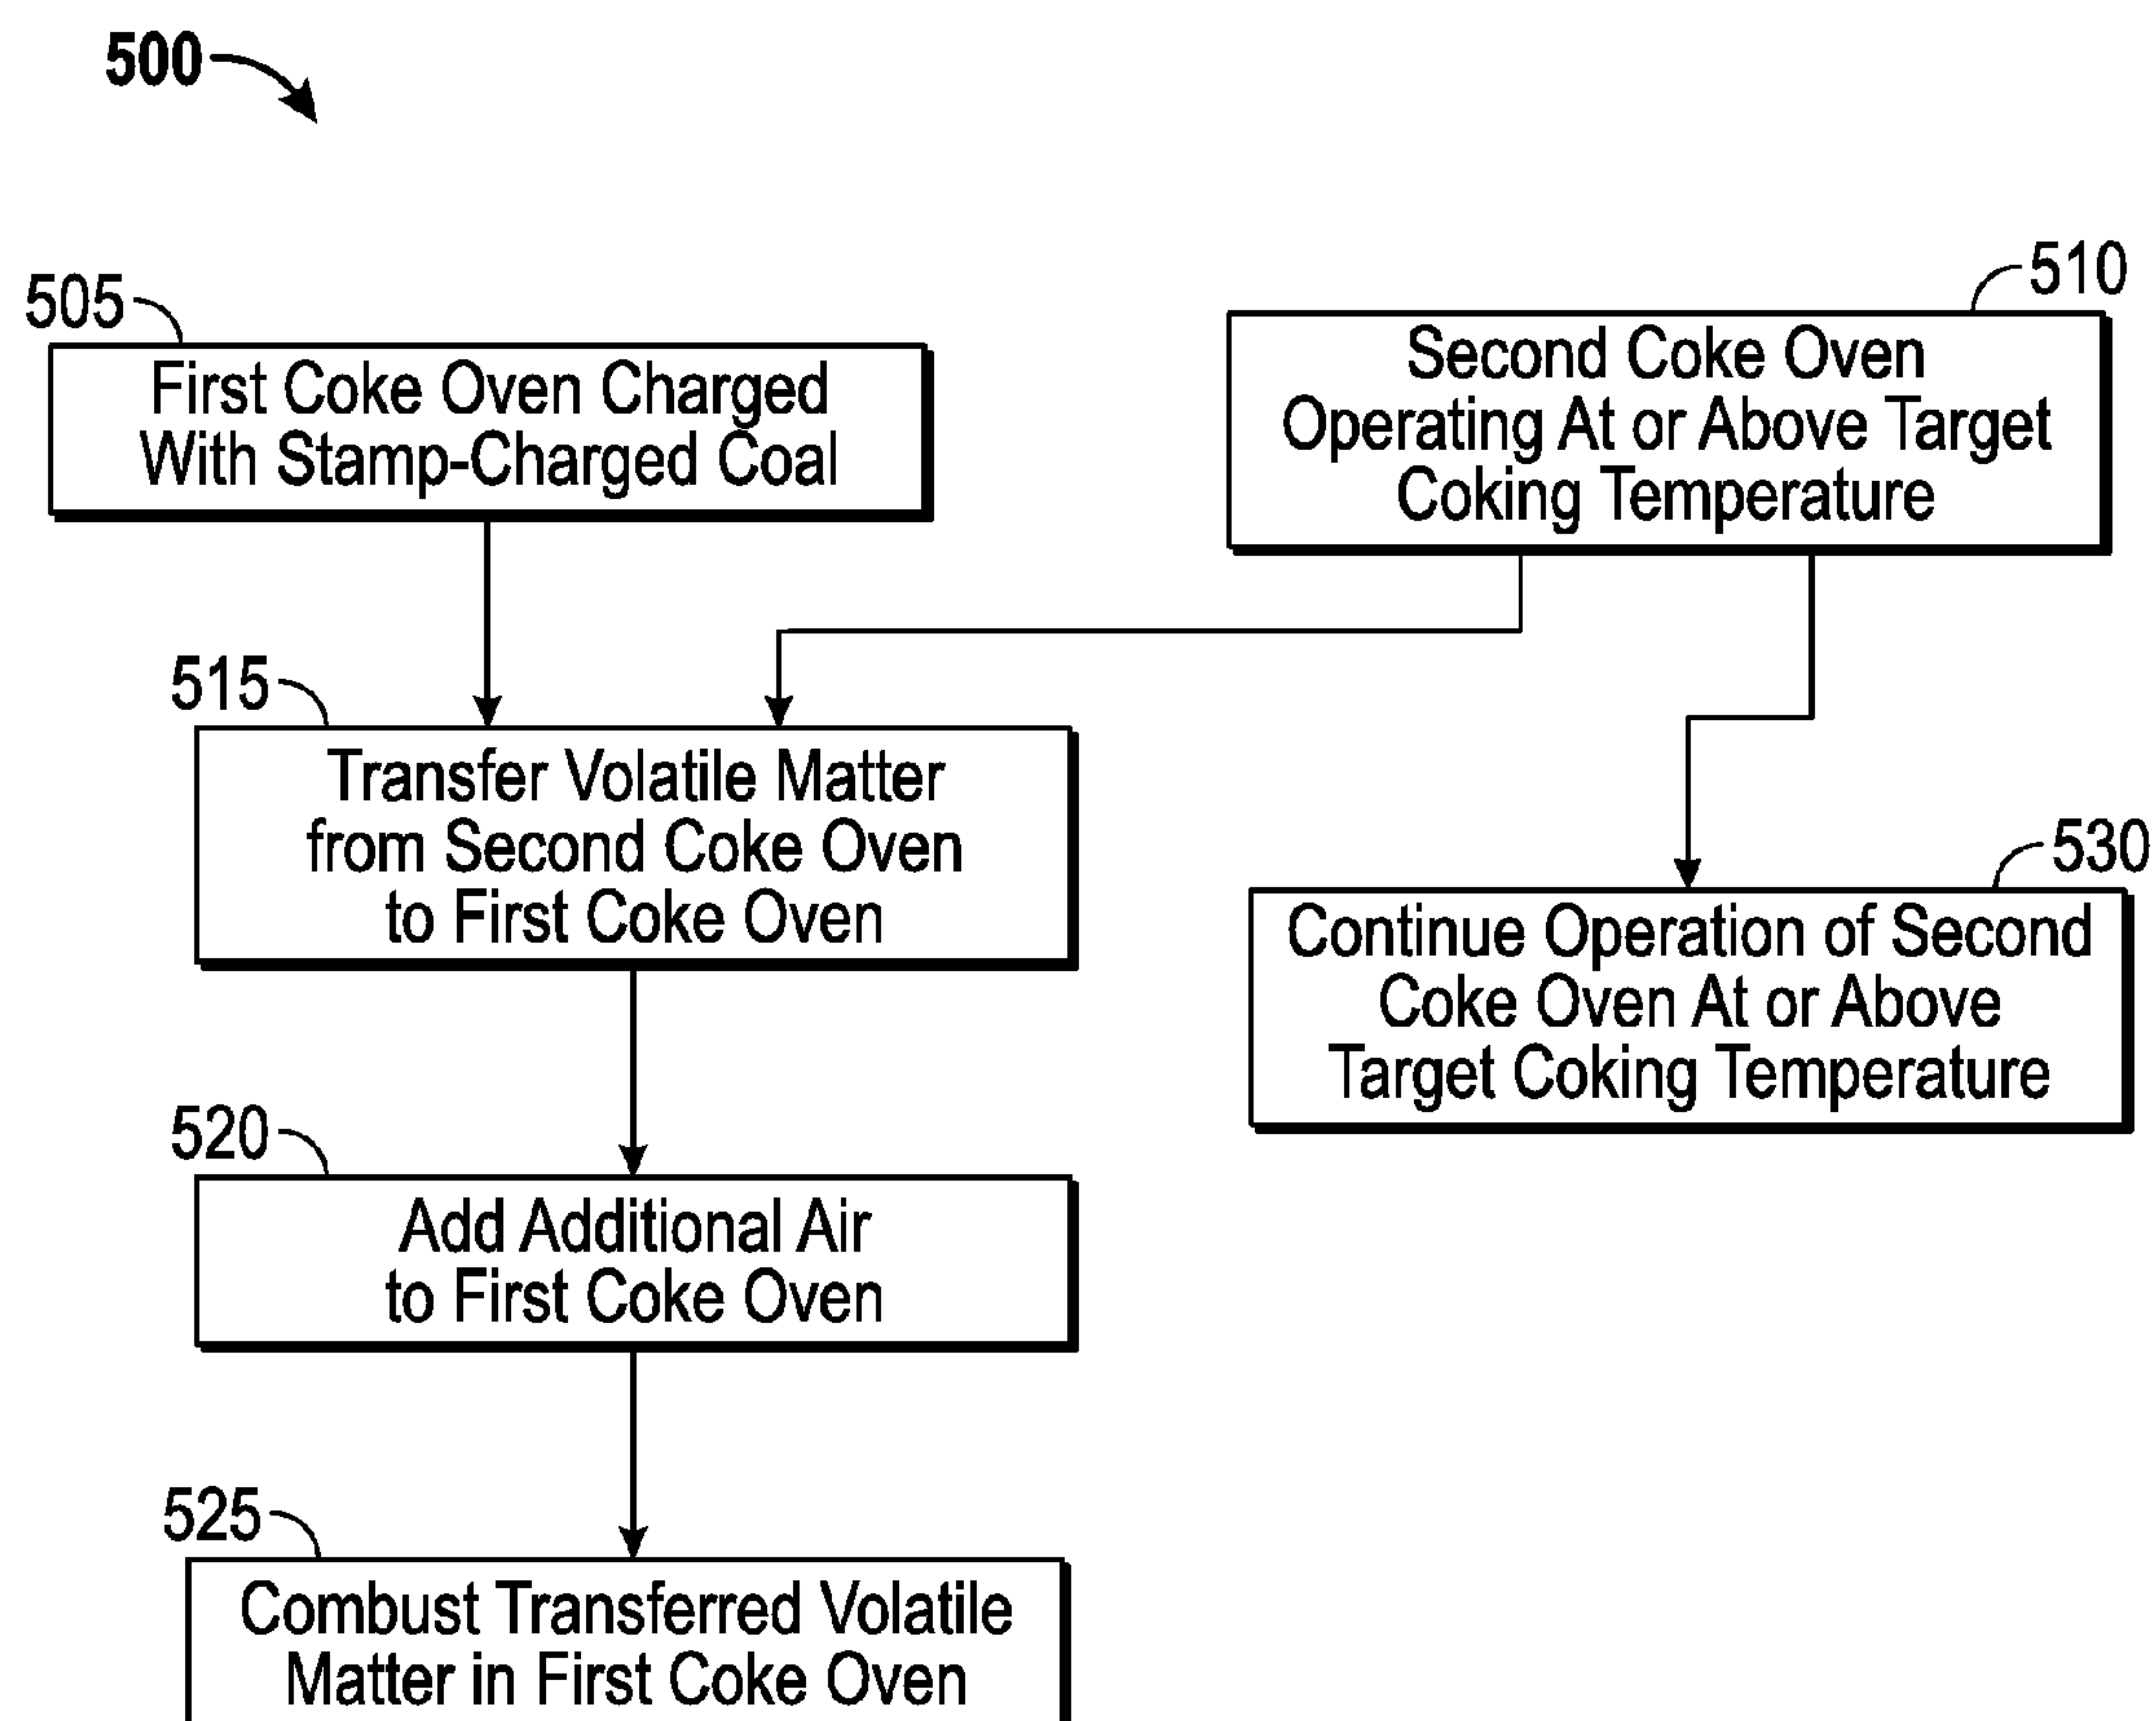 500
505
First Coke Oven Charged
With Stamp-Charged Coal
510
Second Coke Oven
Operating At or Above Target
Coking Temperature
515
Transfer Volatile Matter
from Second Coke Oven
to First Coke Oven
530
Continue Operation of Second
Coke Oven At or Above
Target Coking Temperature
520
Add Additional Air
to First Coke Oven
525
Combust Transferred Volatile
Matter in First Coke Oven